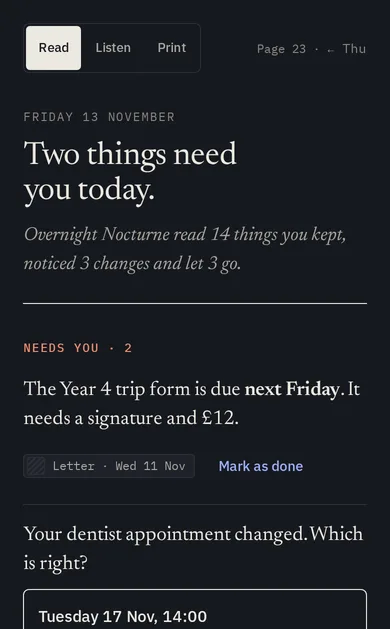 Read Listen Print
Page 23 · ← Thu
FRIDAY 13 NOVEMBER
Two things need
you today.
Overnight Nocturne read 14 things you kept,
noticed 3 changes and let 3 go.
NEEDS YOU · 2
The Year 4 trip form is due next Friday. It
needs a signature and £12.
Letter · Wed 11 Nov
Mark as done
Your dentist appointment changed. Which
is right?
Tuesday 17 Nov, 14:00